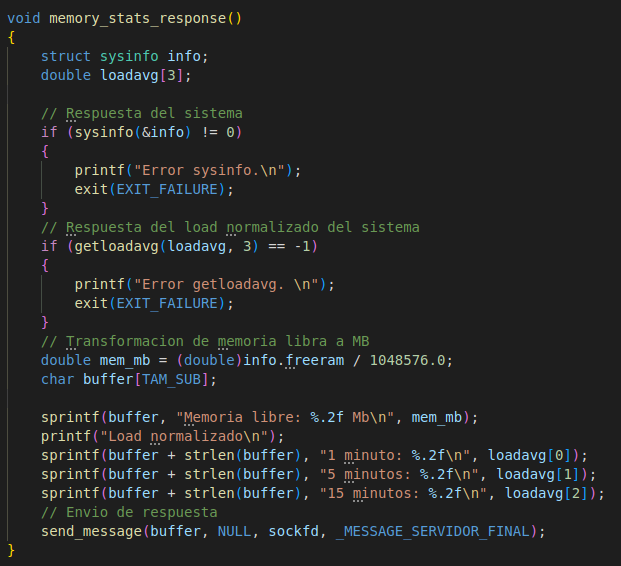 void memory_stats_response()
{
    struct sysinfo info;
    double loadavg[3];

    // Respuesta del sistema
    if (sysinfo(&info) != 0)
    {
        printf("Error sysinfo.\n");
        exit(EXIT_FAILURE);
    }
    // Respuesta del load normalizado del sistema
    if (getloadavg(loadavg, 3) == -1)
    {
        printf("Error getloadavg. \n");
        exit(EXIT_FAILURE);
    }
    // Transformacion de memoria libra a MB
    double mem_mb = (double)info.freeram / 1048576.0;
    char buffer[TAM_SUB];

    sprintf(buffer, "Memoria libre: %.2f Mb\n", mem_mb);
    printf("Load normalizado\n");
    sprintf(buffer + strlen(buffer), "1 minuto: %.2f\n", loadavg[0]);
    sprintf(buffer + strlen(buffer), "5 minutos: %.2f\n", loadavg[1]);
    sprintf(buffer + strlen(buffer), "15 minutos: %.2f\n", loadavg[2]);
    // Envio de respuesta
    send_message(buffer, NULL, sockfd, _MESSAGE_SERVIDOR_FINAL);
}